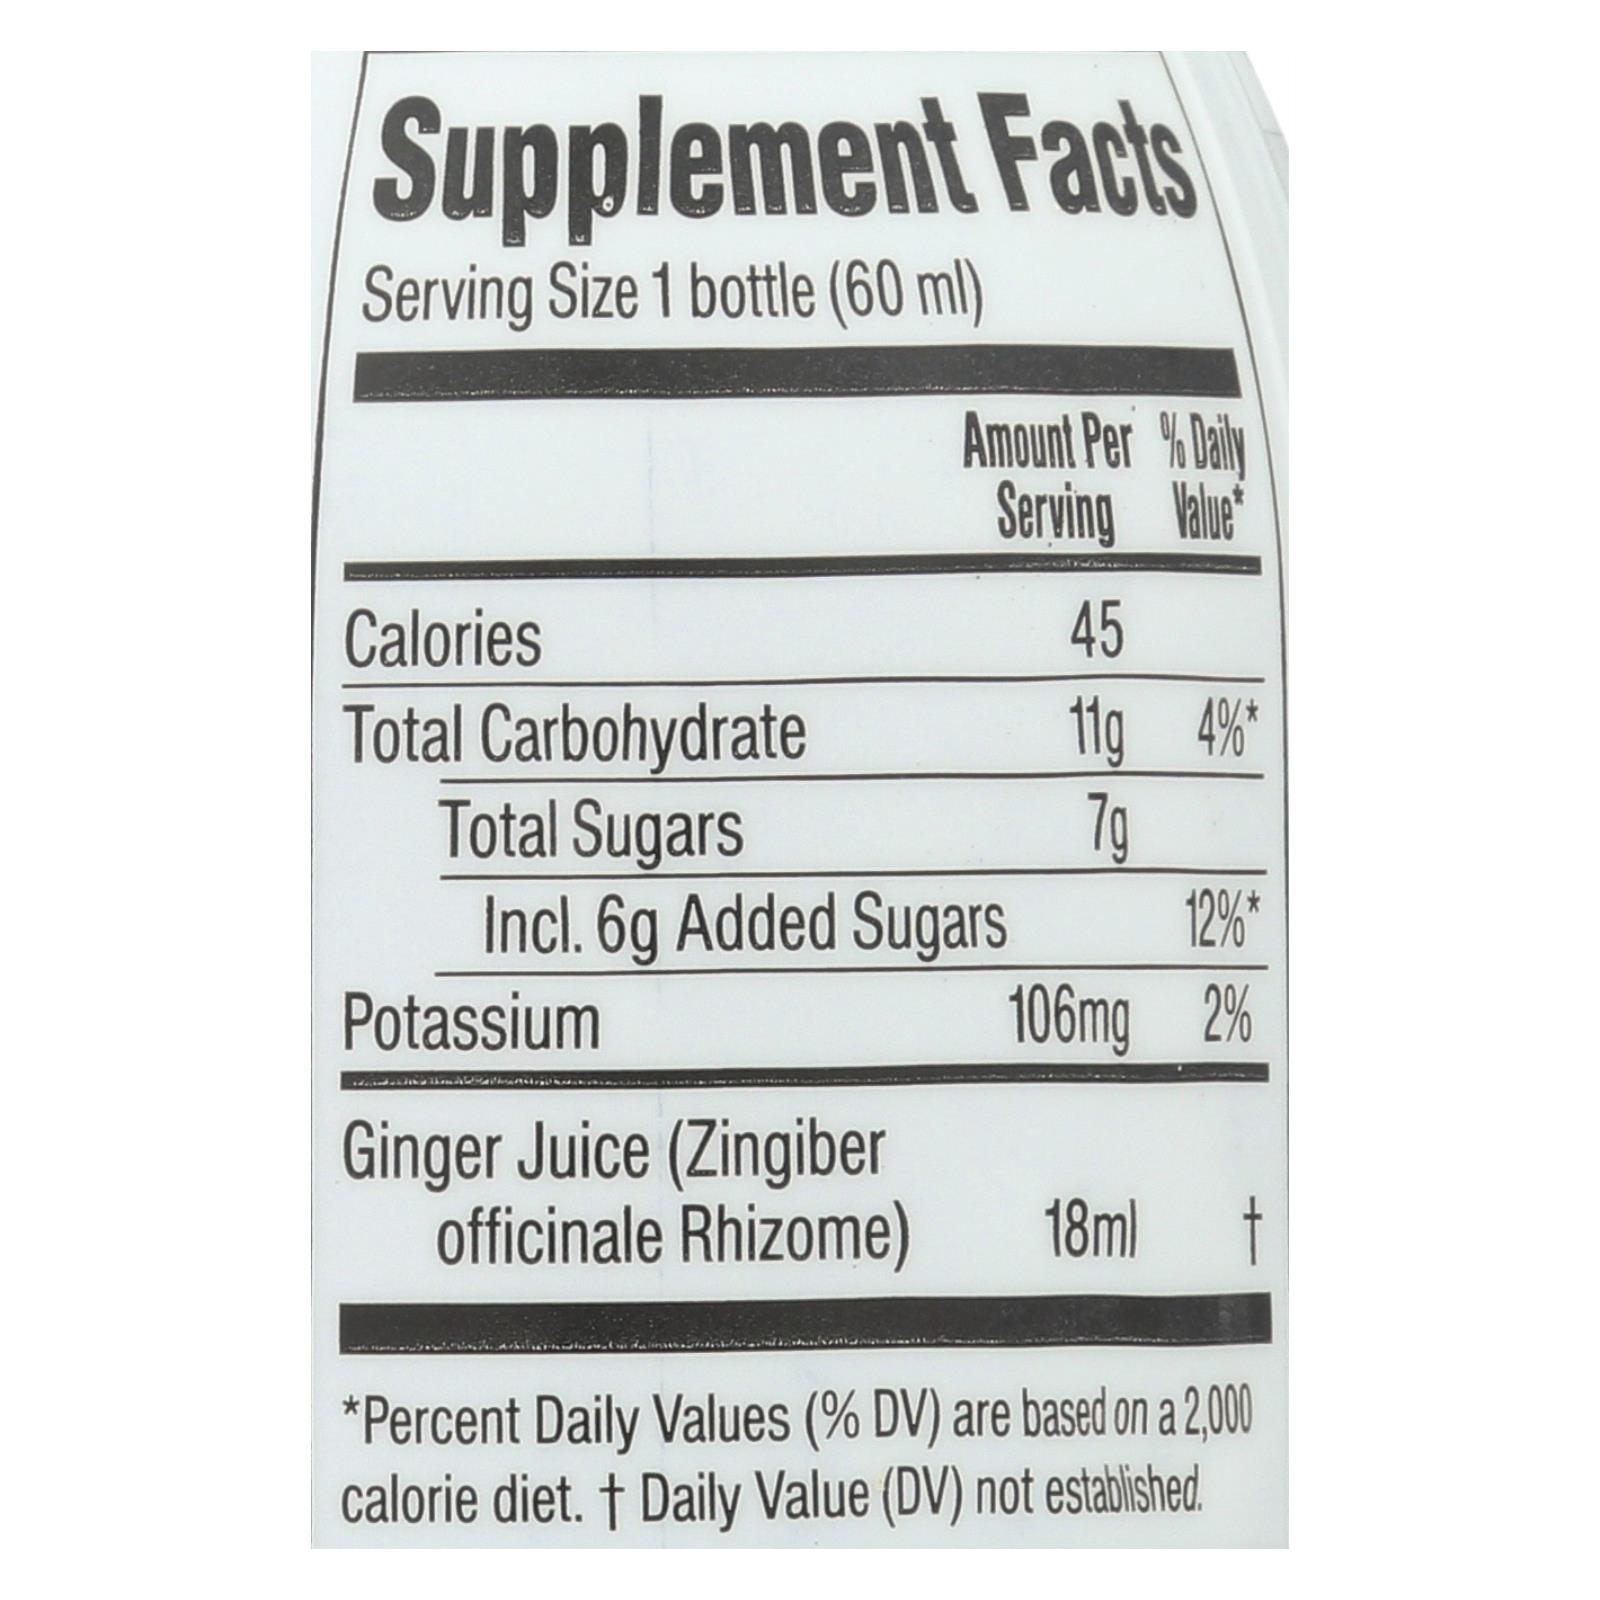 Supplement Facts
Serving Size 1 bottle (60 ml)
Amount Per % Daily
Serving Value*
Calories 45
Total Carbohydrate 11g 4%*
Total Sugars 7g
Incl. 6g Added Sugars 12%*
Potassium 106mg 2%
Ginger Juice (Zingiber
officinale Rhizome) 18ml †
*Percent Daily Values (% DV) are based on a 2,000
calorie diet. † Daily Value (DV) not established.